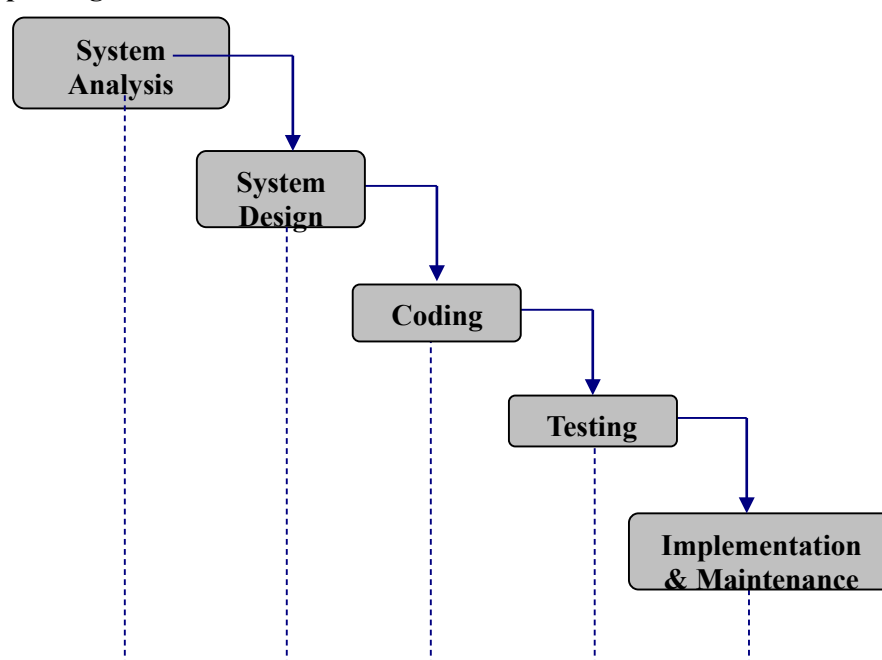 System
Analysis
System
Design
Coding
Testing
Implementation
& Maintenance